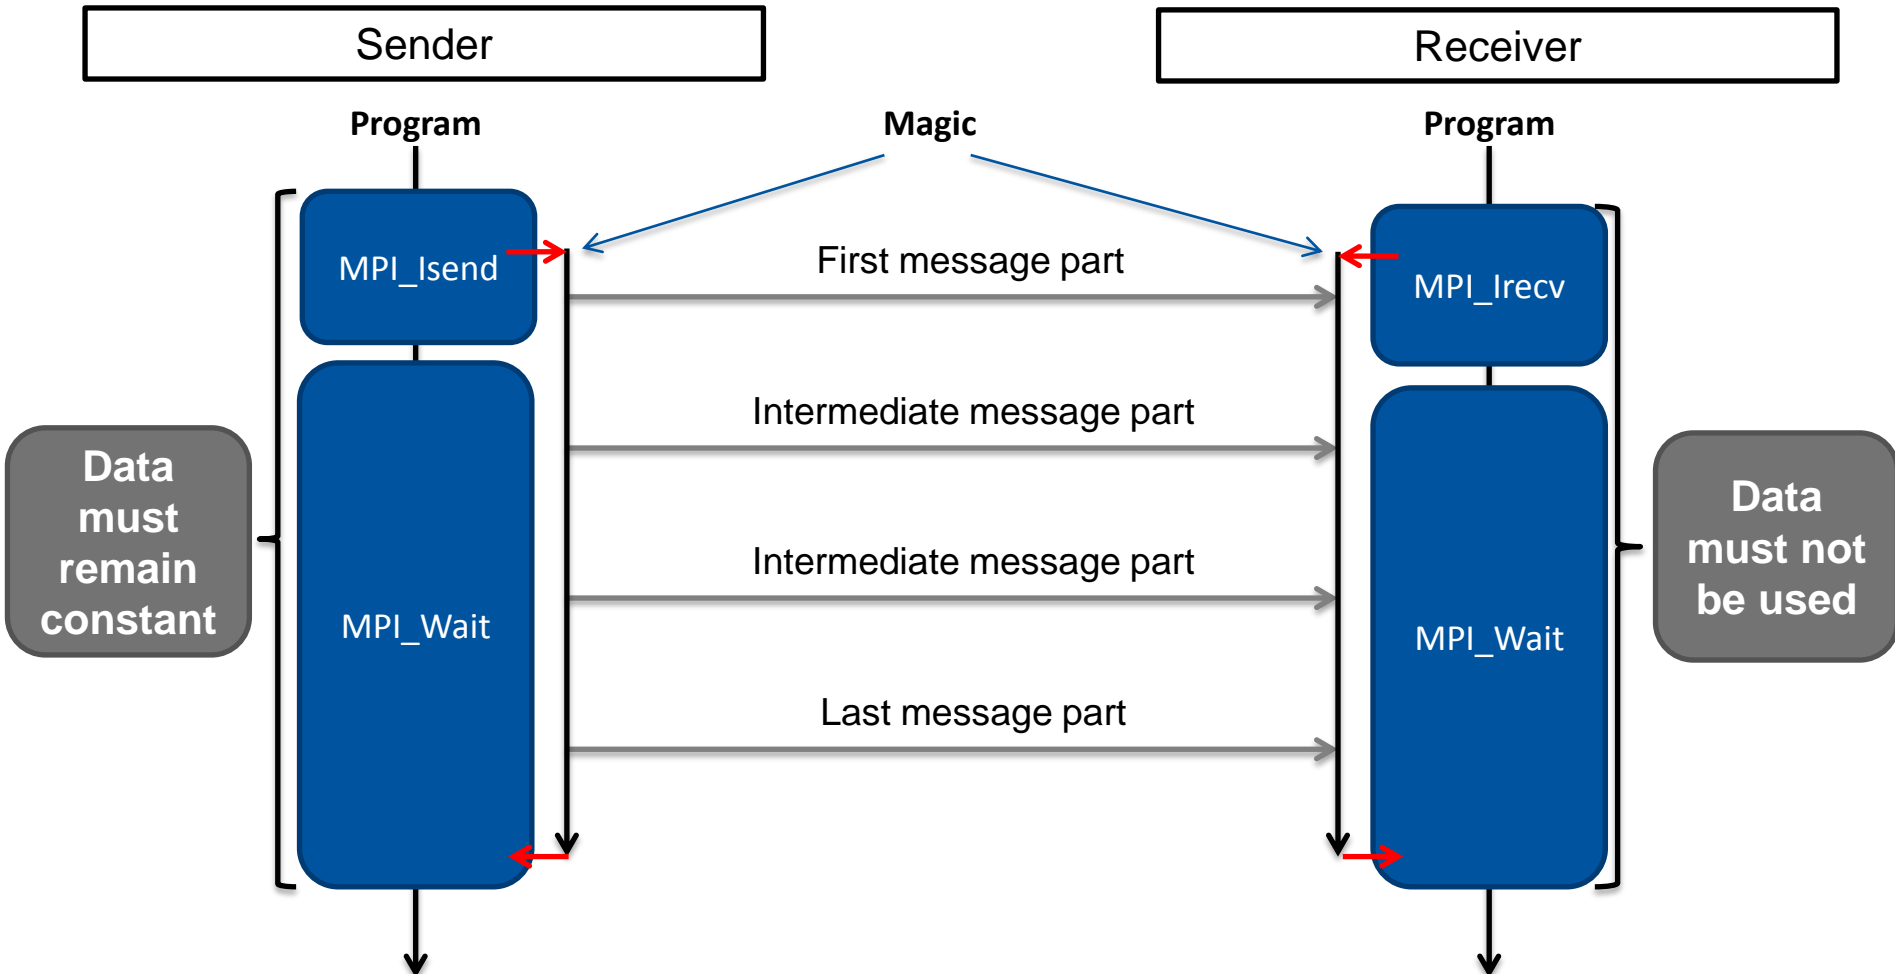 Sender
Receiver
Program
Magic
Program
MPI_Isend
First message part
MPI_Irecv
Intermediate message part
Data
must
remain
constant
Data
must not
be used
Intermediate message part
MPI_Wait
MPI_Wait
Last message part